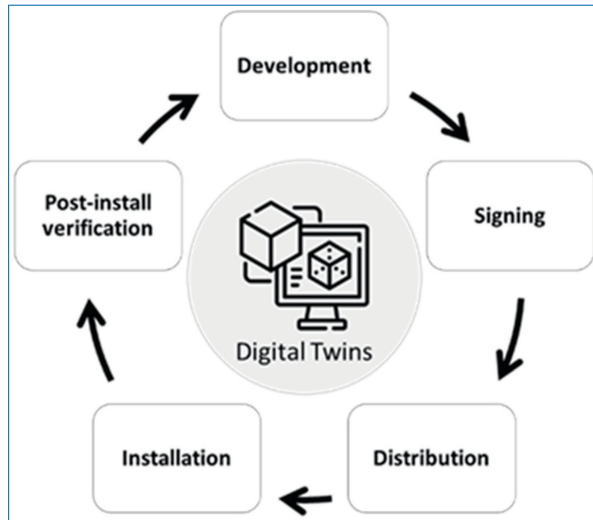 Development
Signing
Distribution
Installation
Post-install
verification
Digital Twins